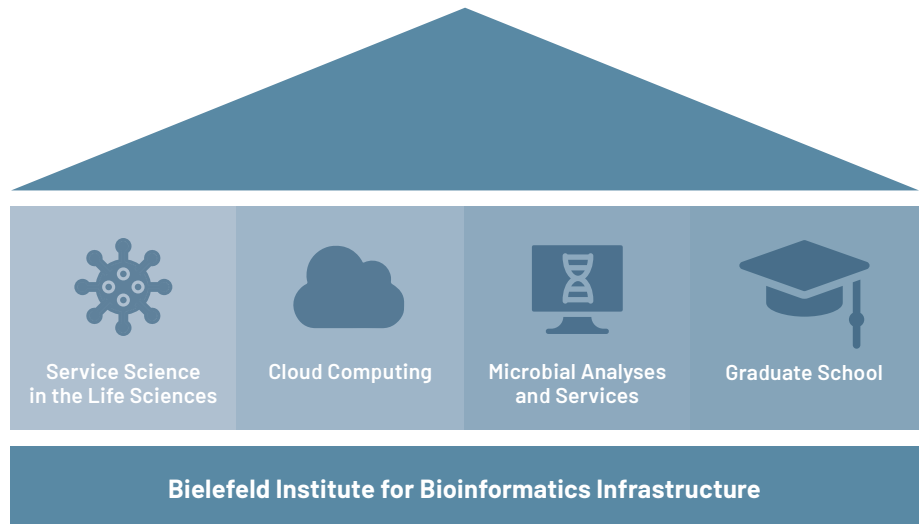 Service Science
in the Life Sciences
Cloud Computing
Microbial Analyses
and Services
Graduate School
Bielefeld Institute for Bioinformatics Infrastructure